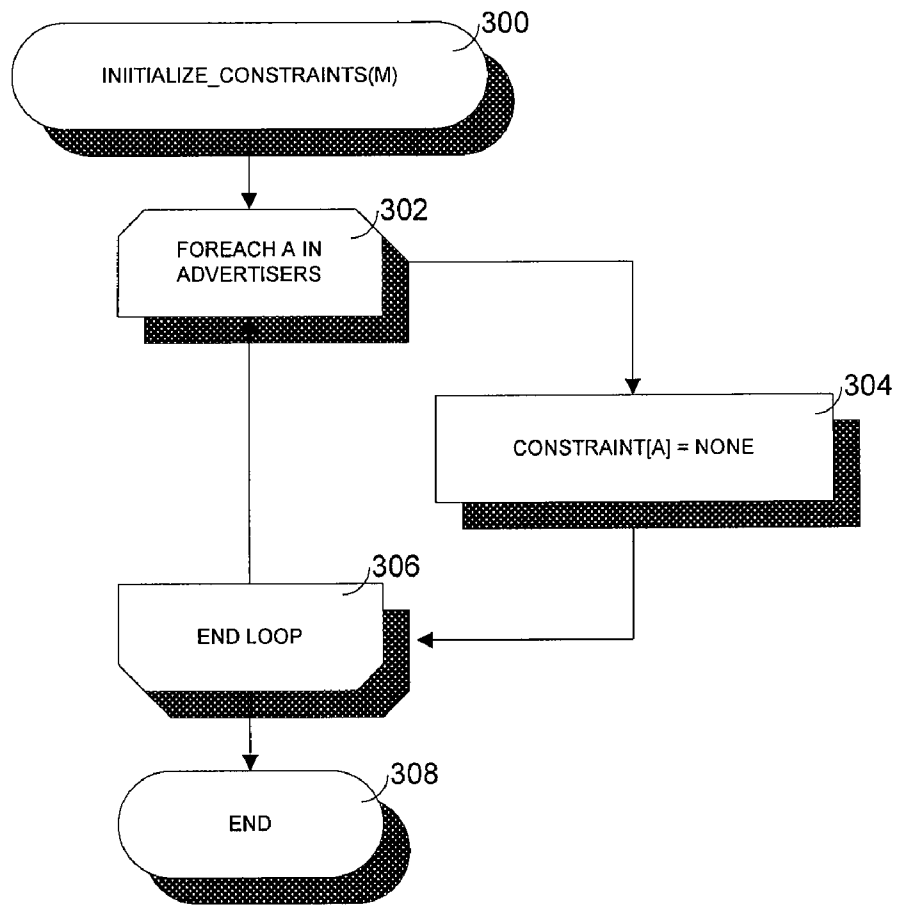 300
INIITIALIZE_CONSTRAINTS(M)
302
FOREACH A IN
ADVERTISERS
304
CONSTRAINT[A] = NONE
306
END LOOP
308
END